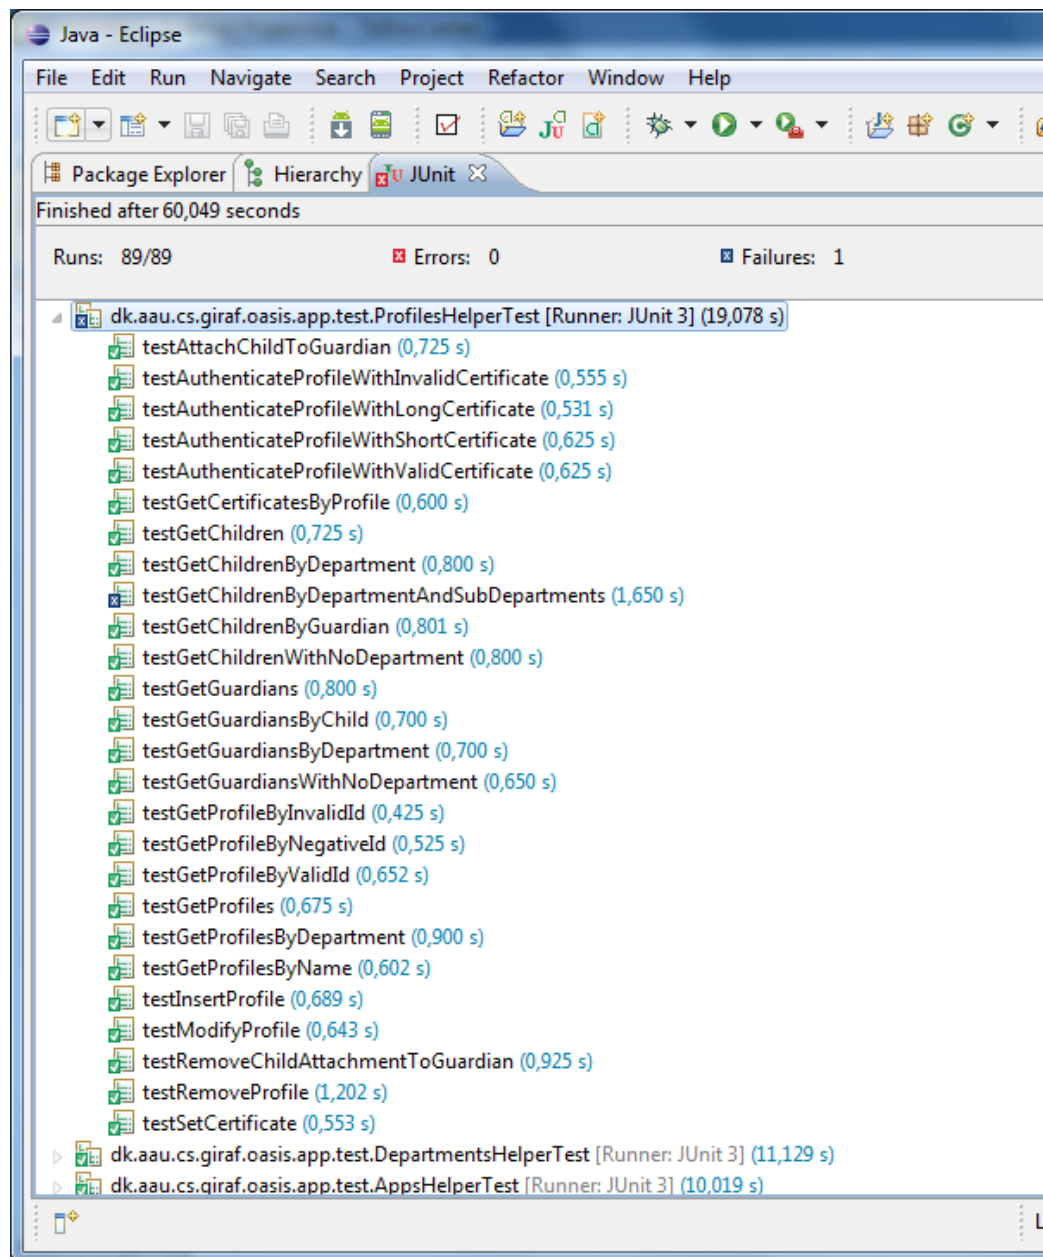 Java - Eclipse
File Edit Run Navigate Search Project Refactor Window Help
Package Explorer Hierarchy JUnit
Finished after 60,049 seconds
Runs: 89/89 Errors: 0 Failures: 1
dk.aau.cs.giraf.oasis.app.test.ProfilesHelperTest [Runner: JUnit 3] (19,078 s)
testAttachChildToGuardian (0,725 s)
testAuthenticateProfileWithInvalidCertificate (0,555 s)
testAuthenticateProfileWithLongCertificate (0,531 s)
testAuthenticateProfileWithShortCertificate (0,625 s)
testAuthenticateProfileWithValidCertificate (0,625 s)
testGetCertificatesByProfile (0,600 s)
testGetChildren (0,725 s)
testGetChildrenByDepartment (0,800 s)
testGetChildrenByDepartmentAndSubDepartments (1,650 s)
testGetChildrenByGuardian (0,801 s)
testGetChildrenWithNoDepartment (0,800 s)
testGetGuardians (0,800 s)
testGetGuardiansByChild (0,700 s)
testGetGuardiansByDepartment (0,700 s)
testGetGuardiansWithNoDepartment (0,650 s)
testGetProfileByInvalidId (0,425 s)
testGetProfileByNegativeId (0,525 s)
testGetProfileByValidId (0,652 s)
testGetProfiles (0,675 s)
testGetProfilesByDepartment (0,900 s)
testGetProfilesByName (0,602 s)
testInsertProfile (0,689 s)
testModifyProfile (0,643 s)
testRemoveChildAttachmentToGuardian (0,925 s)
testRemoveProfile (1,202 s)
testSetCertificate (0,553 s)
dk.aau.cs.giraf.oasis.app.test.DepartmentsHelperTest [Runner: JUnit 3] (11,129 s)
dk.aau.cs.giraf.oasis.app.test.AppsHelperTest [Runner: JUnit 3] (10,019 s)